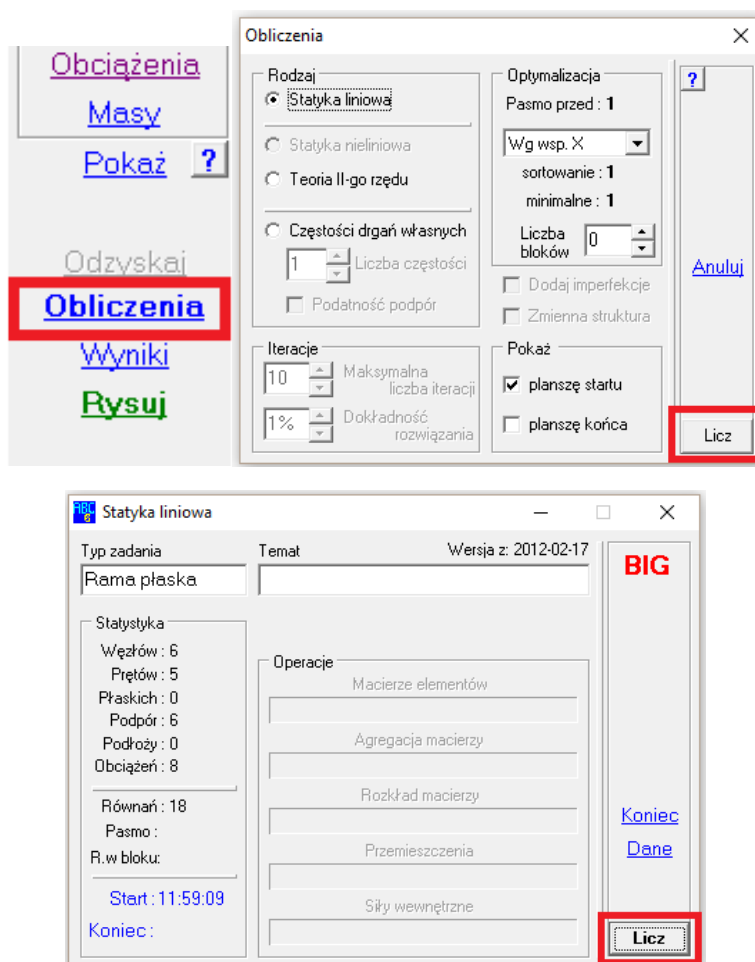 Obciążenia
Masy
Pokaż ?
Odzyskaj
Obliczenia
Wyniki
Rysuj
Obliczenia
Rodzaj
Statyka liniowa
Statyka nieliniowa
Teoria II-go rzędu
Częstości drgań własnych
1 Liczba częstości
Podatność podpór
Iteracje
10 Maksymalna
liczba iteracji
1% Dokładność
rozwiązania
Optymalizacja
Pasmo przed : 1
Wg wsp. X
sortowanie : 1
minimalne : 1
Liczba
bloków 0
Dodaj imperfekcje
Zmienna struktura
Pokaż
planszę startu
planszę końca
?
Anuluj
Licz
ABC 6 Statyka liniowa
Typ zadania Temat Wersja z: 2012-02-17
Rama płaska
Statystyka
Węzłów : 6
Prętów : 5
Płaskich : 0
Podpór : 6
Podłoży : 0
Obciążeń : 8
Równań : 18
Pasmo :
R.w bloku:
Start : 11:59:09
Koniec :
Operacje
Macierze elementów
Agregacja macierzy
Rozkład macierzy
Przemieszczenia
Siły wewnętrzne
BIG
Koniec
Dane
Licz